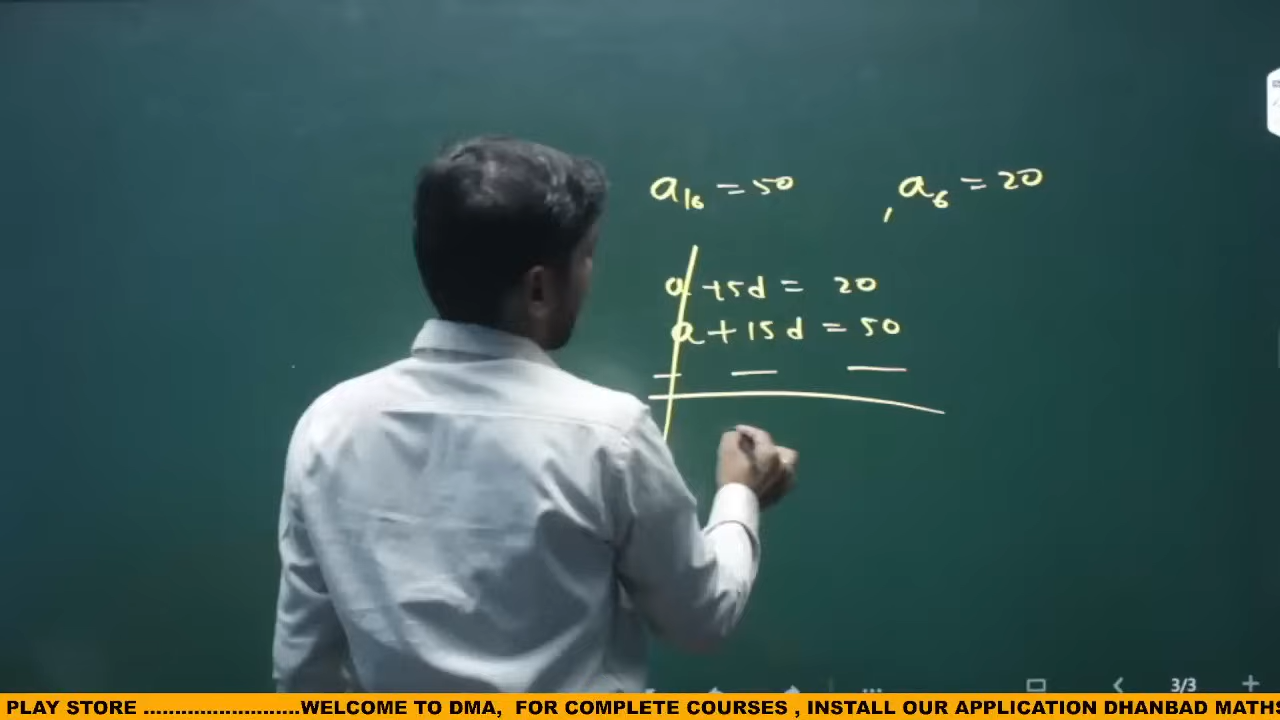 a₁₆ = 50 , a₆ = 20
a + 5d = 20
a + 15d = 50
— — —
3/3
PLAY STORE ..........................WELCOME TO DMA, FOR COMPLETE COURSES , INSTALL OUR APPLICATION DHANBAD MATHS